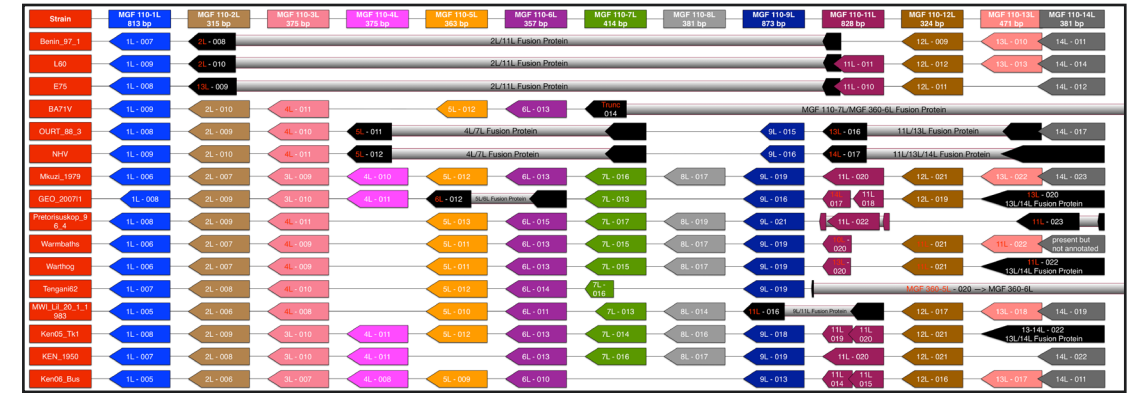 Strain MGF 110-1L MGF 110-2L MGF 110-3L MGF 110-4L MGF 110-5L MGF 110-6L MGF 110-7L MGF 110-8L MGF 110-9L MGF 110-11L MGF 110-12L MGF 110-13L MGF 110-14L
813 bp 315 bp 375 bp 375 bp 363 bp 357 bp 414 bp 381 bp 873 bp 828 bp 324 bp 471 bp 381 bp
Benin_97_1 1L - 007 2L - 008 2L/11L Fusion Protein 12L - 009 13L - 010 14L - 011
L60 1L - 009 2L - 010 2L/11L Fusion Protein 11L - 011 12L - 012 13L - 013 14L - 014
E75 1L - 008 13L - 009 2L/11L Fusion Protein 11L - 010 12L - 011 14L - 012
BA71V 1L - 009 2L - 010 4L - 011 5L - 012 6L - 013 Trunc
014 MGF 110-7L/MGF 360-6L Fusion Protein
OURT_88_3 1L - 008 2L - 009 4L - 010 5L - 011 4L/7L Fusion Protein 9L - 015 13L - 016 11L/13L Fusion Protein 14L - 017
NHV 1L - 009 2L - 010 4L - 011 5L - 012 4L/7L Fusion Protein 9L - 016 14L - 017 11L/13L/14L Fusion Protein
Mkuzi_1979 1L - 006 2L - 007 3L - 009 4L - 010 5L - 012 6L - 013 7L - 016 8L - 017 9L - 019 11L - 020 12L - 021 13L - 022 14L - 023
GEO_2007I1 1L - 008 2L - 009 3L - 010 4L - 011 6L - 012 5L/6L Fusion Protein 7L - 013 9L - 016 017 11L
018 12L - 019 13L - 020
13L/14L Fusion Protein
Pretorisuskop_9
6_4 1L - 008 2L - 009 4L - 011 5L - 013 6L - 015 7L - 017 8L - 019 9L - 021 11L - 022 11L - 023
Warmbaths 1L - 006 2L - 007 4L - 009 5L - 011 6L - 013 7L - 015 8L - 017 9L - 019 - 020 - 021 11L - 022 present but
not annotated
Warthog 1L - 006 2L - 007 4L - 009 5L - 011 6L - 013 7L - 015 8L - 017 9L - 019 - 020 - 021 11L - 022
13L/14L Fusion Protein
Tengani62 1L - 007 2L - 008 4L - 010 5L - 012 6L - 014 7L -
016 9L - 019 MGF 360-5L - 020 —> MGF 360-6L
MWI_Lil_20_1_1
983 1L - 005 2L - 006 4L - 008 5L - 010 6L - 011 7L - 013 8L - 014 11L - 016 9L/11L Fusion Protein 12L - 017 13L - 018 14L - 019
Ken05_Tk1 1L - 008 2L - 009 3L - 010 4L - 011 5L - 012 6L - 013 7L - 014 8L - 016 9L - 018 11L
019 11L
020 12L - 021 13-14L - 022
13L/14L Fusion Protein
KEN_1950 1L - 007 2L - 008 3L - 010 4L - 011 6L - 013 7L - 016 8L - 017 9L - 019 11L - 020 12L - 021 14L - 022
Ken06_Bus 1L - 005 2L - 006 3L - 007 4L - 008 5L - 009 6L - 010 9L - 013 11L
014 11L
015 12L - 016 13L - 017 14L - 011